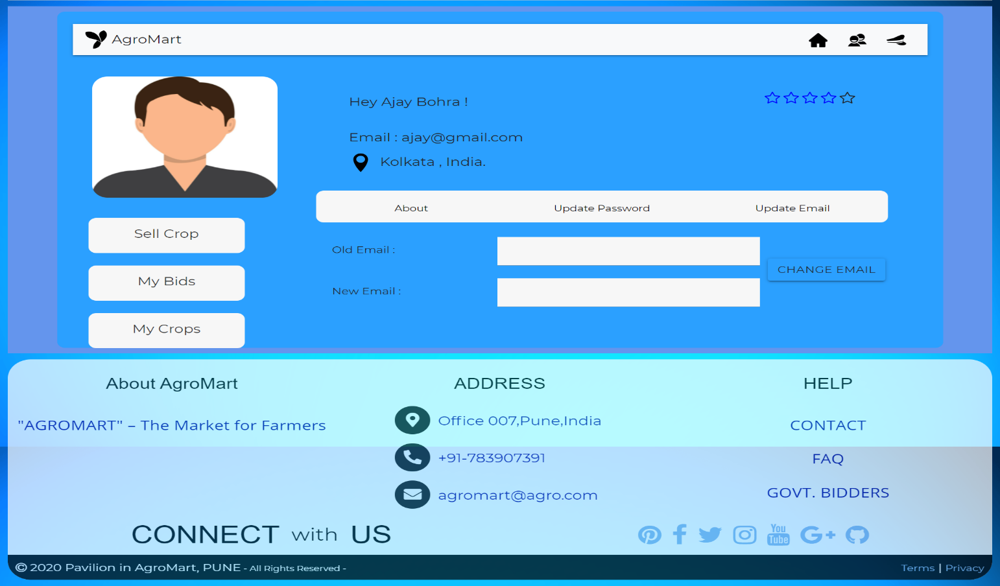 AgroMart
Hey Ajay Bohra !
Email : ajay@gmail.com
Kolkata , India.
About Update Password Update Email
Sell Crop
My Bids
My Crops
Old Email :
New Email :
CHANGE EMAIL
About AgroMart
"AGROMART" – The Market for Farmers
ADDRESS
Office 007,Pune,India
+91-783907391
agromart@agro.com
HELP
CONTACT
FAQ
GOVT. BIDDERS
CONNECT with US
You
Tube
© 2020 Pavilion in AgroMart, PUNE - All Rights Reserved -
Terms | Privacy